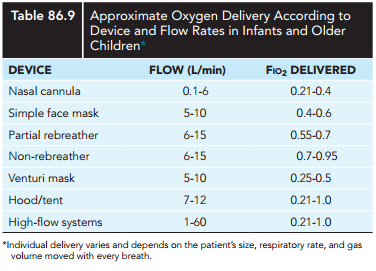 Table 86.9 Approximate Oxygen Delivery According to
Device and Flow Rates in Infants and Older
Children*
DEVICE FLOW (L/min) FIO2 DELIVERED
Nasal cannula 0.1-6 0.21-0.4
Simple face mask 5-10 0.4-0.6
Partial rebreather 6-15 0.55-0.7
Non-rebreather 6-15 0.7-0.95
Venturi mask 5-10 0.25-0.5
Hood/tent 7-12 0.21-1.0
High-flow systems 1-60 0.21-1.0
*Individual delivery varies and depends on the patient's size, respiratory rate, and gas
volume moved with every breath.